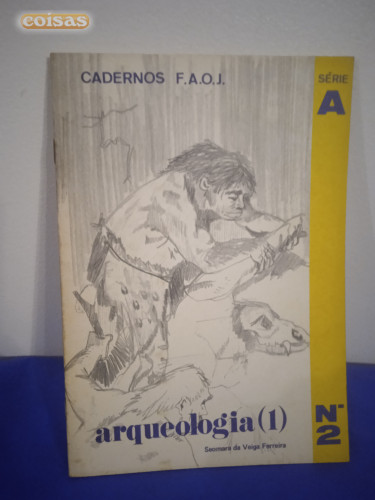 coisas
CADERNOS F.A.O.J.
SÉRIE
A
arqueologia (1)
Seomara da Veiga Ferreira
Nº
2